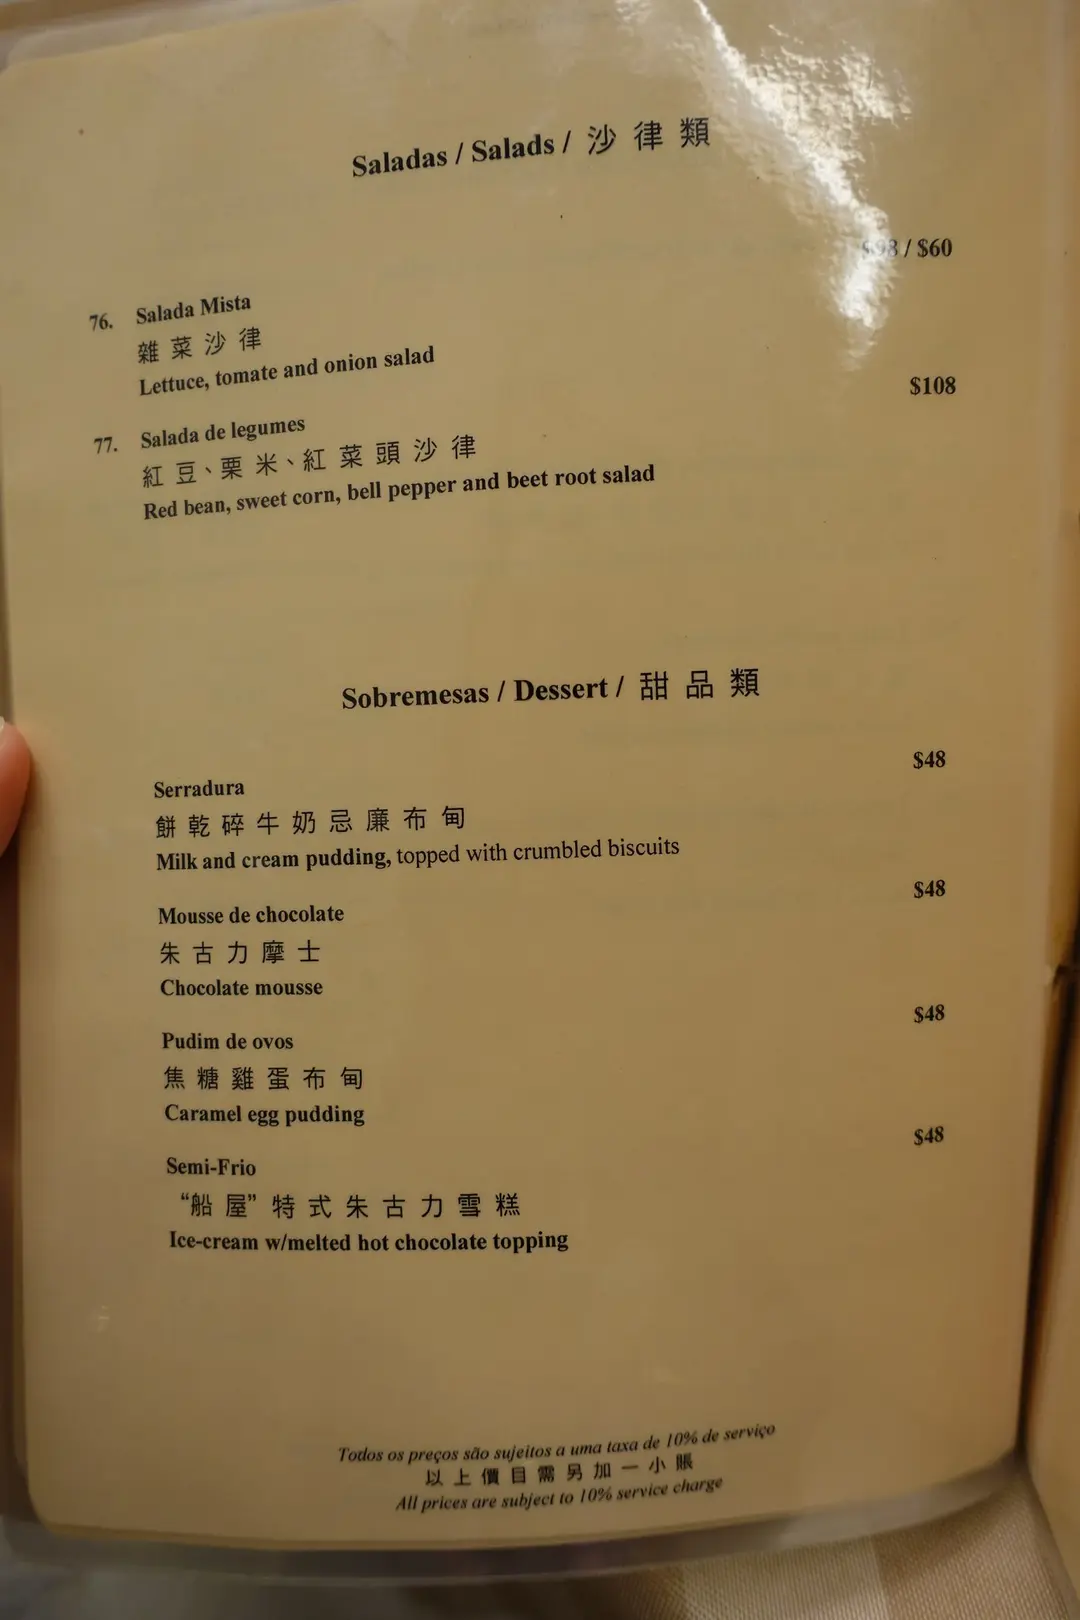 Saladas / Salads / 沙律類
$98 / $60
76. Salada Mista
雜菜沙律
Lettuce, tomate and onion salad
$108
77. Salada de legumes
紅豆、栗米、紅菜頭沙律
Red bean, sweet corn, bell pepper and beet root salad
Sobremesas / Dessert / 甜品類
$48
Serradura
餅乾碎牛奶忌廉布甸
Milk and cream pudding, topped with crumbled biscuits
$48
Mousse de chocolate
朱古力摩士
Chocolate mousse
$48
Pudim de ovos
焦糖雞蛋布甸
Caramel egg pudding
$48
Semi-Frio
“船屋”特式朱古力雪糕
Ice-cream w/melted hot chocolate topping
Todos os preços são sujeitos a uma taxa de 10% de serviço
以上價目需另加一小賬
All prices are subject to 10% service charge